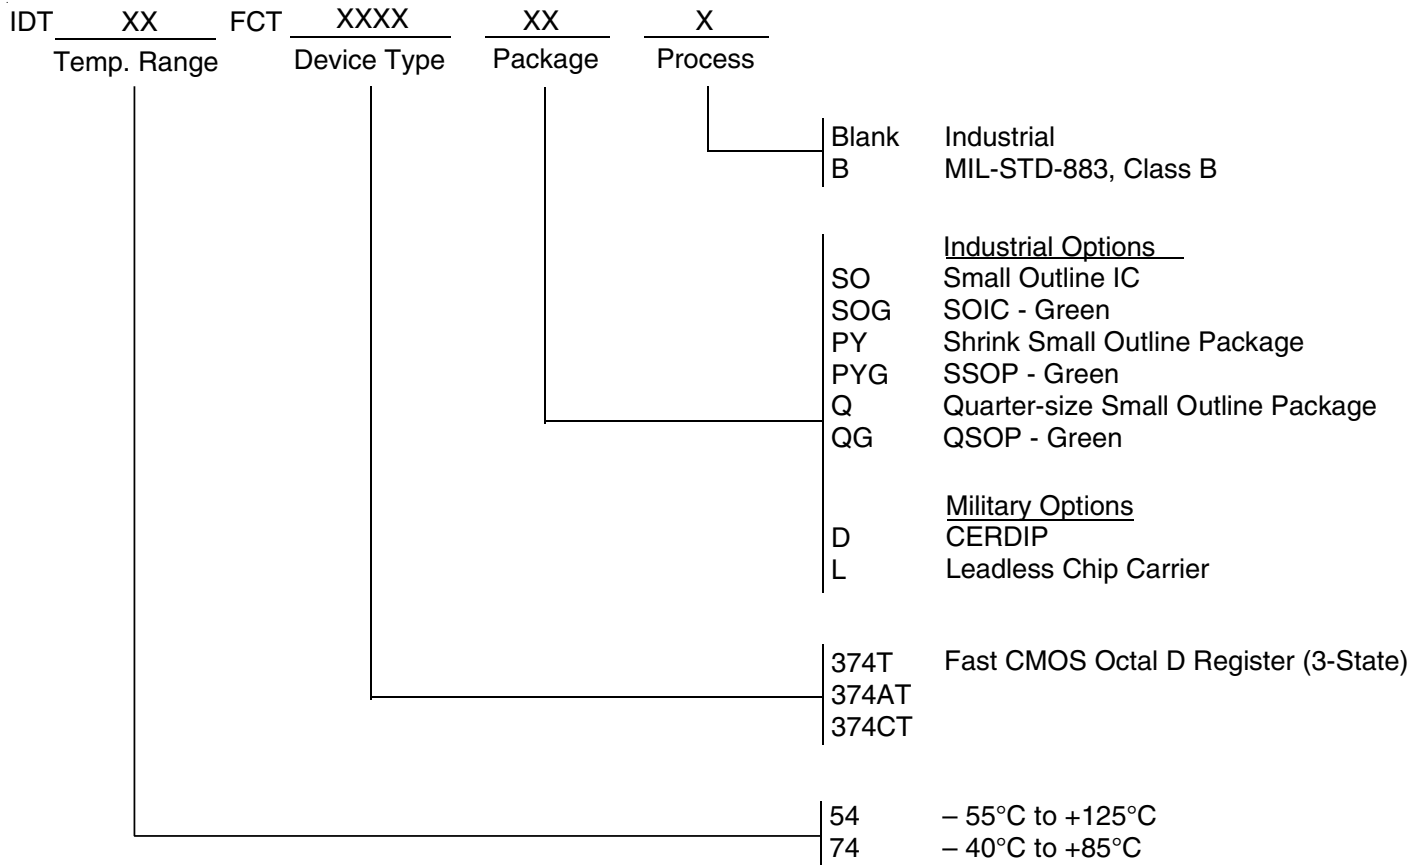 IDT XX FCT XXXX XX X
Temp. Range Device Type Package Process
Blank Industrial
B MIL-STD-883, Class B
Industrial Options
SO Small Outline IC
SOG SOIC - Green
PY Shrink Small Outline Package
PYG SSOP - Green
Q Quarter-size Small Outline Package
QG QSOP - Green
Military Options
D CERDIP
L Leadless Chip Carrier
374T Fast CMOS Octal D Register (3-State)
374AT
374CT
54 – 55°C to +125°C
74 – 40°C to +85°C